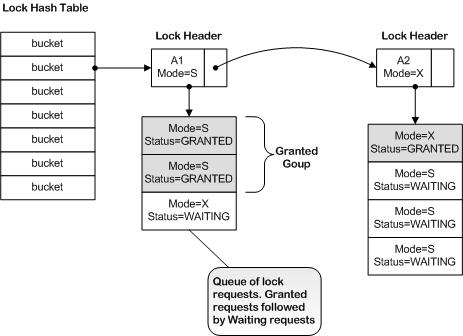 Lock Hash Table
bucket
bucket
bucket
bucket
bucket
bucket
bucket
Lock Header
A1
Mode=S
Lock Header
A2
Mode=X
Mode=S
Status=GRANTED
Mode=S
Status=GRANTED
Mode=X
Status=WAITING
Granted
Goup
Mode=X
Status=GRANTED
Mode=S
Status=WAITING
Mode=S
Status=WAITING
Mode=S
Status=WAITING
Queue of lock
requests. Granted
requests followed
by Waiting requests